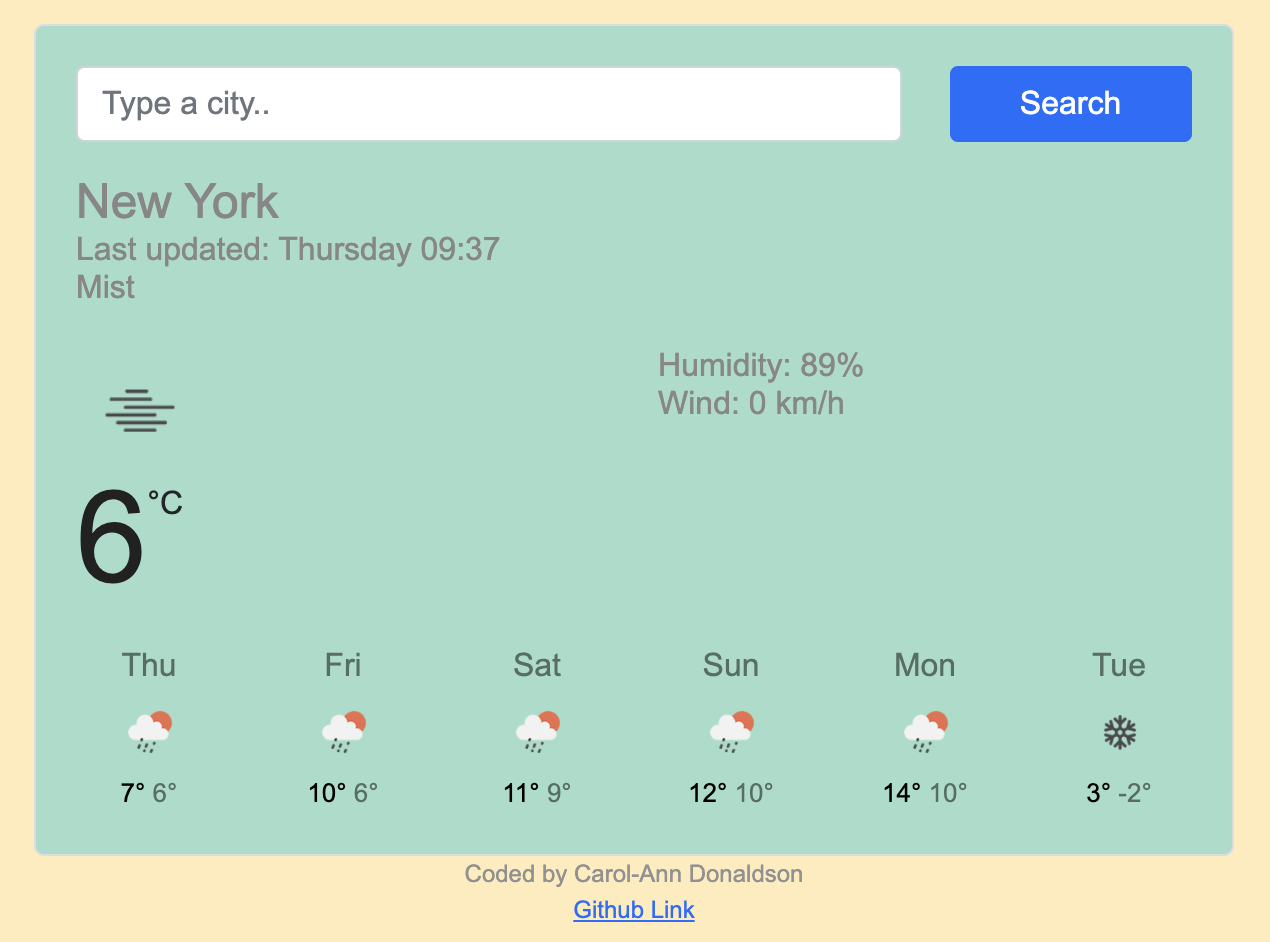 Type a city..
Search
New York
Last updated: Thursday 09:37
Mist
Humidity: 89%
Wind: 0 km/h
6°C
Thu Fri Sat Sun Mon Tue
7° 6° 10° 6° 11° 9° 12° 10° 14° 10° 3° -2°
Coded by Carol-Ann Donaldson
Github Link